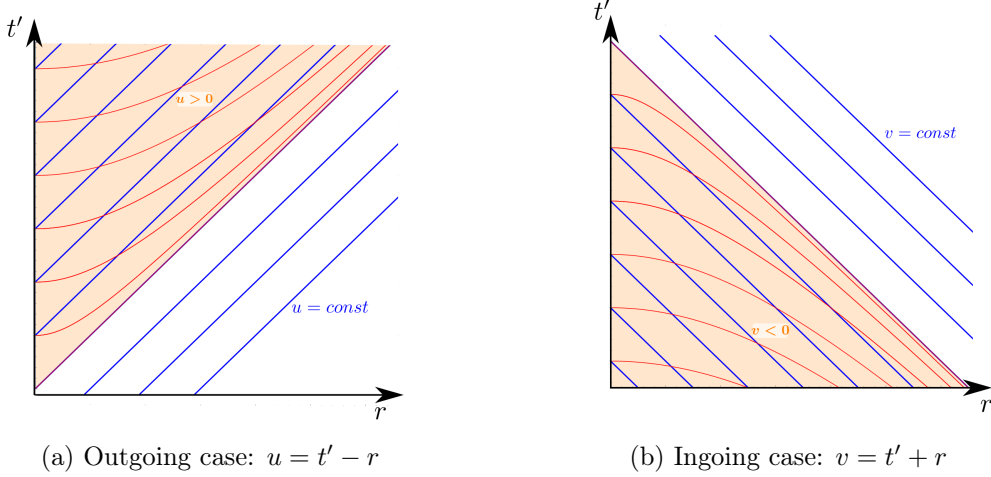 t′
u > 0
u = const
r
(a) Outgoing case: u = t′ − r
t′
v = const
v < 0
r
(b) Ingoing case: v = t′ + r